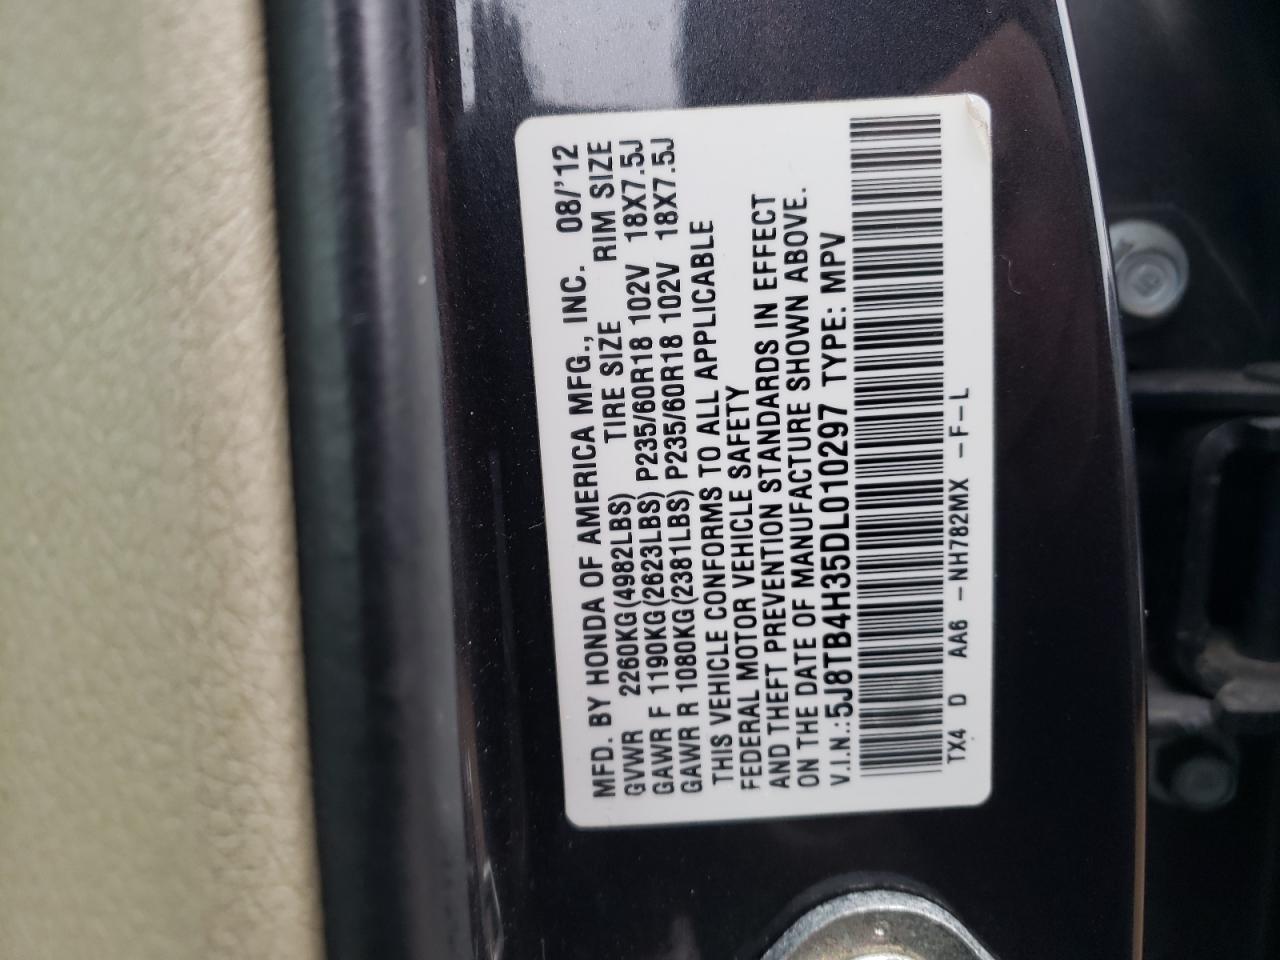 MFD. BY HONDA OF AMERICA MFG., INC. 08/'12
GVWR 2260KG(4982LBS) TIRE SIZE RIM SIZE
GAWR F 1190KG(2623LBS) P235/60R18 102V 18X7.5J
GAWR R 1080KG(2381LBS) P235/60R18 102V 18X7.5J
THIS VEHICLE CONFORMS TO ALL APPLICABLE
FEDERAL MOTOR VEHICLE SAFETY
AND THEFT PREVENTION STANDARDS IN EFFECT
ON THE DATE OF MANUFACTURE SHOWN ABOVE.
V.I.N.: 5J8TB4H35DL010297 TYPE: MPV
TX4 D AA6 -NH782MX -F-L